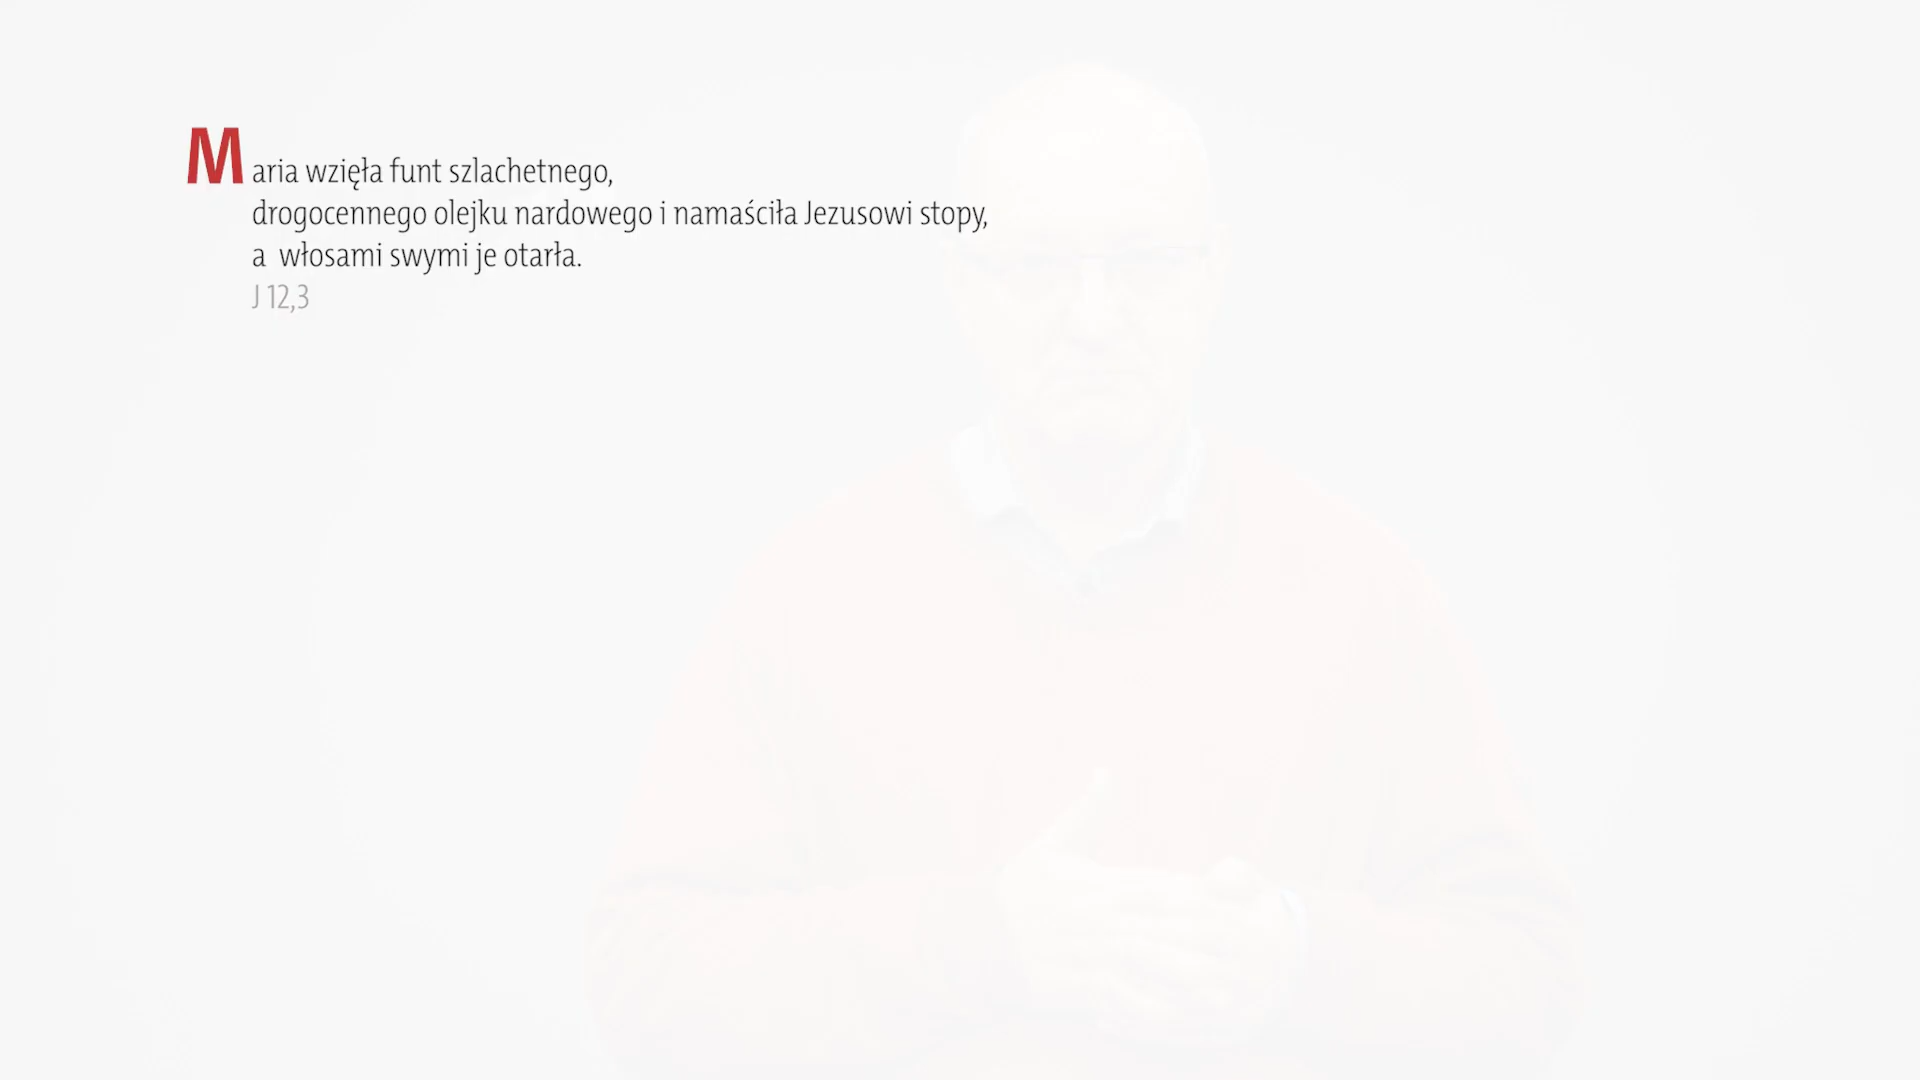 Maria wzięła funt szlachetnego,
drogocennego olejku nardowego i namaściła Jezusowi stopy,
a włosami swymi je otarła.
J 12,3